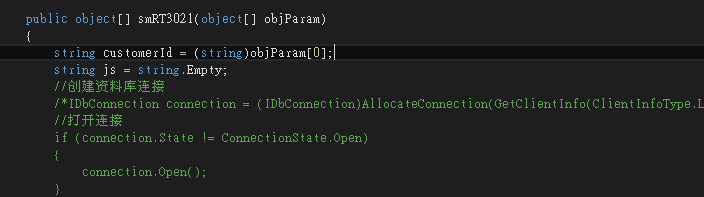 public object[] smRT3021(object[] objParam)
{
string customerId = (string)objParam[0];
string js = string.Empty;
//创建资料库连接
/*IDbConnection connection = (IDbConnection)AllocateConnection(GetClientInfo(ClientInfoType.L
//打开连接
if (connection.State != ConnectionState.Open)
{
connection.Open();
}